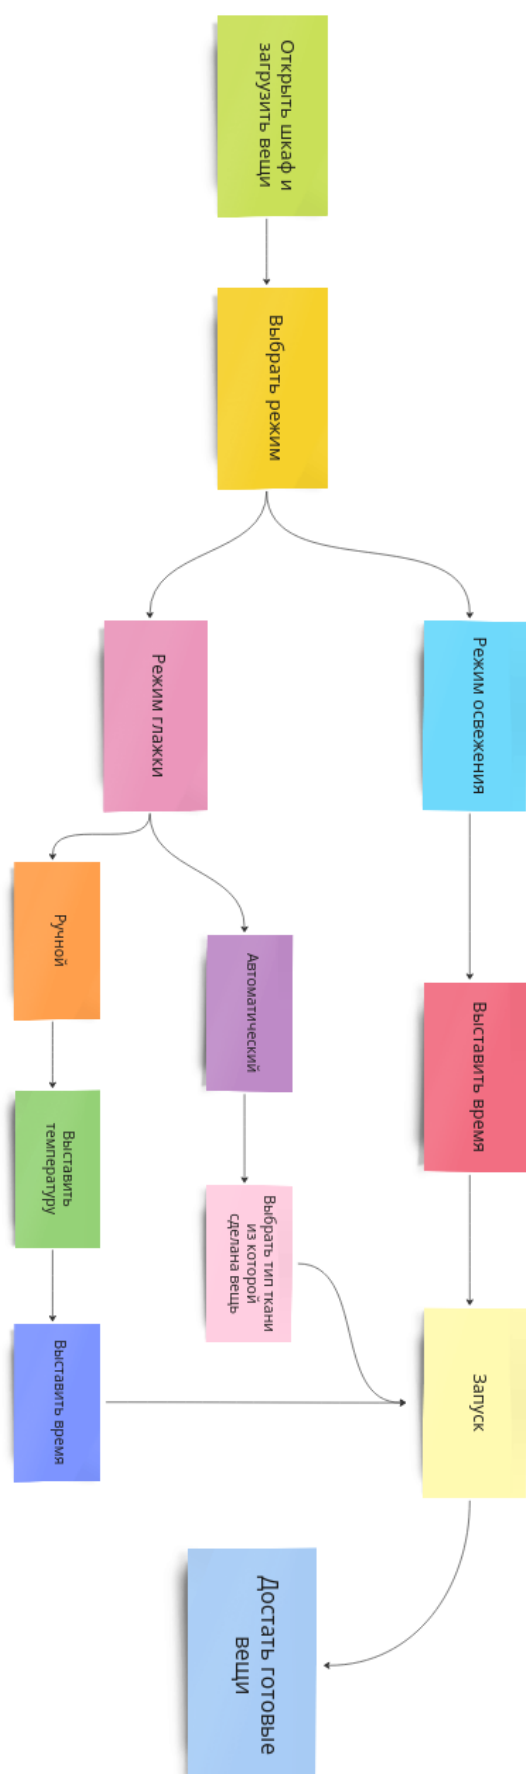 Открыть шкаф и
загрузить вещи
Выбрать режим
Режим освежения
Режим глажки
Ручной
Автоматический
Выставить время
Выставить
температуру
Выбрать тип ткани
из которой
сделана вещь
Выставить время
Запуск
Достать готовые
вещи